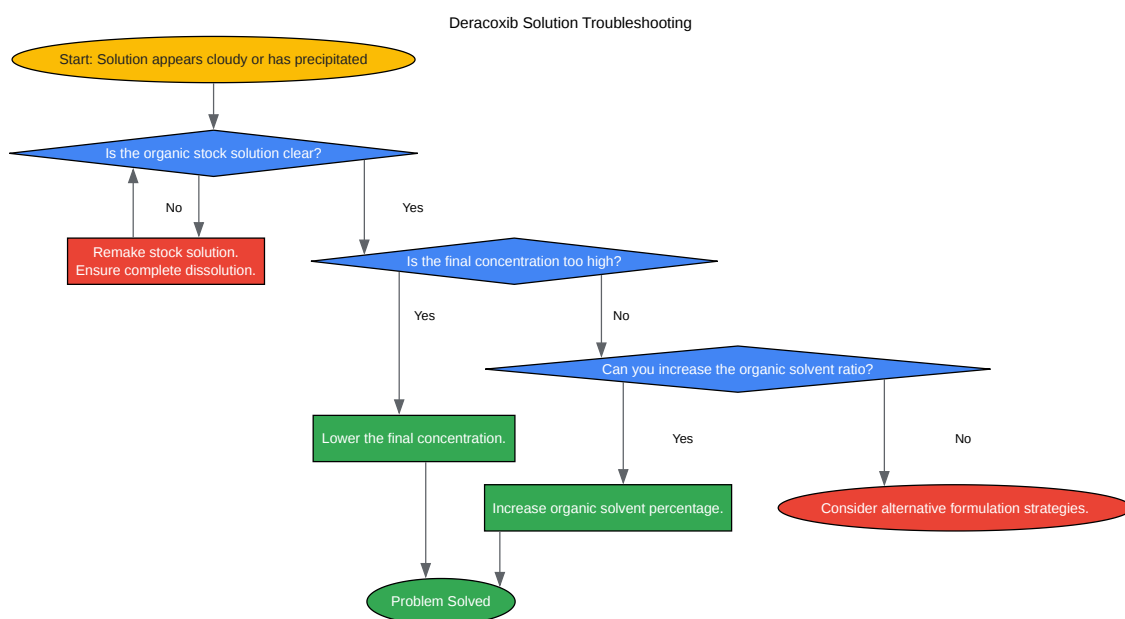 Deracoxib Solution Troubleshooting
Start: Solution appears cloudy or has precipitated
Is the organic stock solution clear?
No
Yes
Remake stock solution.
Ensure complete dissolution.
Is the final concentration too high?
Yes
No
Can you increase the organic solvent ratio?
Lower the final concentration.
Yes
No
Increase organic solvent percentage.
Consider alternative formulation strategies.
Problem Solved